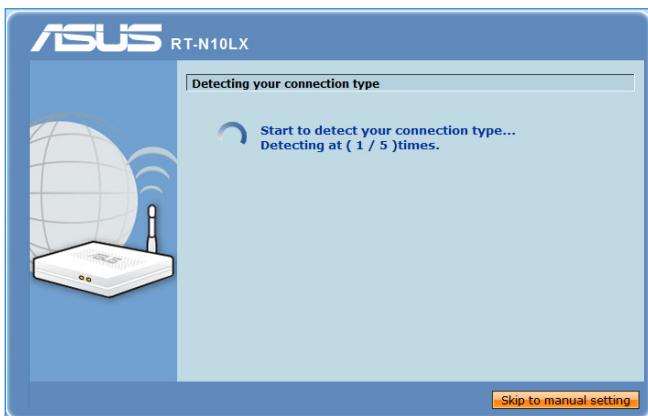 ASUS RT-N10LX
Detecting your connection type
Start to detect your connection type...
Detecting at ( 1 / 5 )times.
ASUS
Skip to manual setting